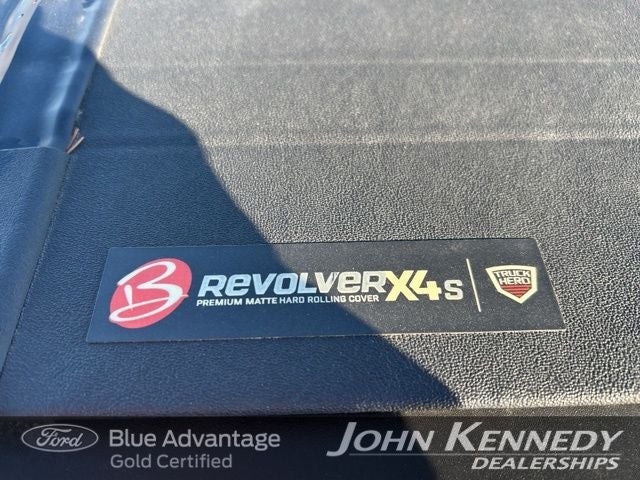 B REVOLVER X4s
PREMIUM MATTE HARD ROLLING COVER
TRUCK
HERO
Ford
Blue Advantage
Gold Certified
JOHN KENNEDY
DEALERSHIPS